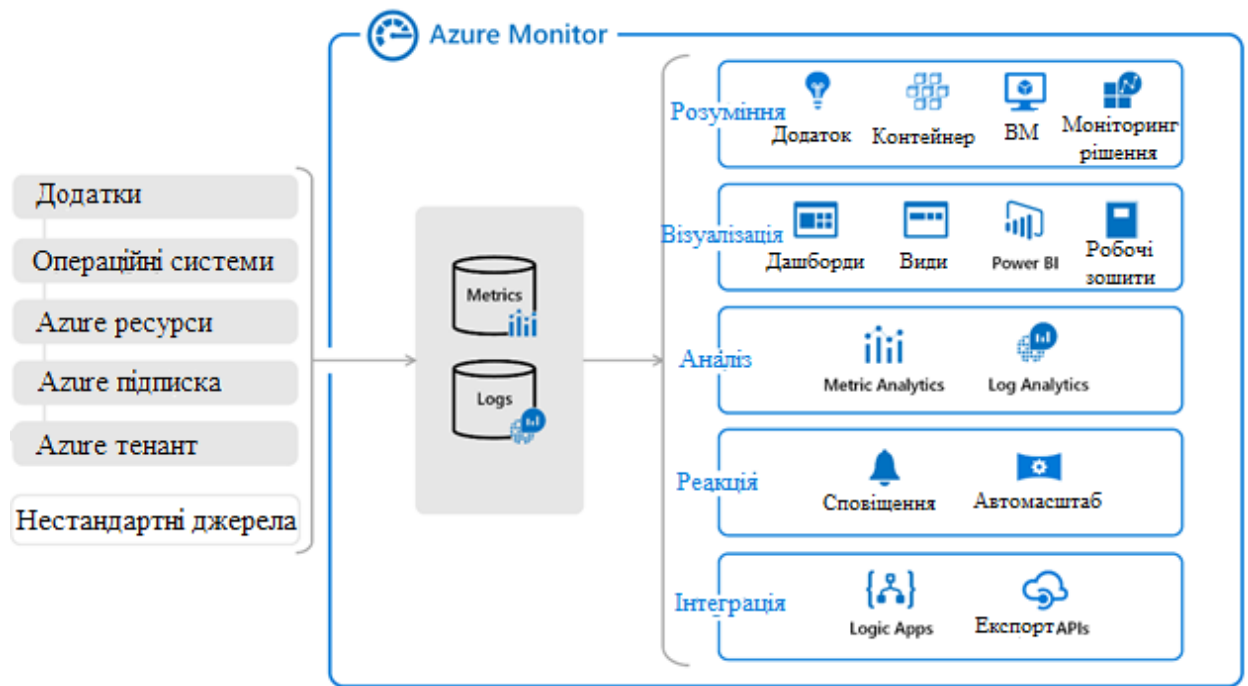 Azure Monitor
Додатки
Операційні системи
Azure ресурси
Azure підписка
Azure тенант
Нестандартні джерела
Metrics
Logs
Розуміння
Додаток
Контейнер
ВМ
Моніторинг
рішення
Візуалізація
Дашборди
Види
Power BI
Робочі
зошити
Аналіз
Metric Analytics
Log Analytics
Реакція
Сповіщення
Автомасштаб
Інтеграція
Logic Apps
Експорт APIs